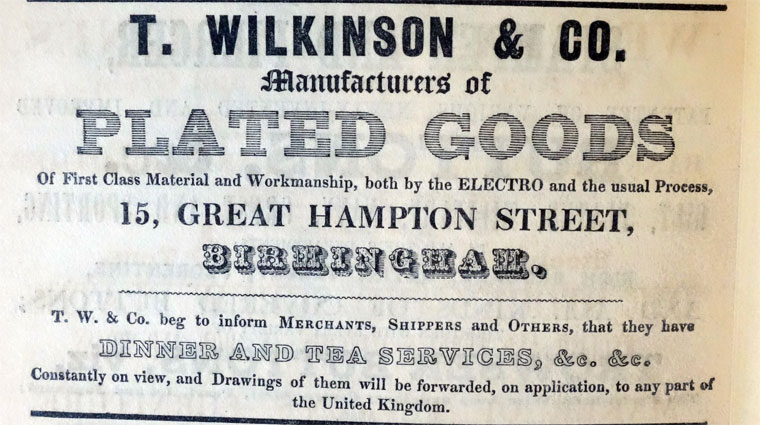 T. WILKINSON & CO.
Manufacturers of
PLATED GOODS
Of First Class Material and Workmanship, both by the ELECTRO and the usual Process,
15, GREAT HAMPTON STREET,
BIRMINGHAM.
T. W. & Co. beg to inform MERCHANTS, SHIPPERS and OTHERS, that they have
DINNER AND TEA SERVICES, &c. &c.
Constantly on view, and Drawings of them will be forwarded, on application, to any part of
the United Kingdom.